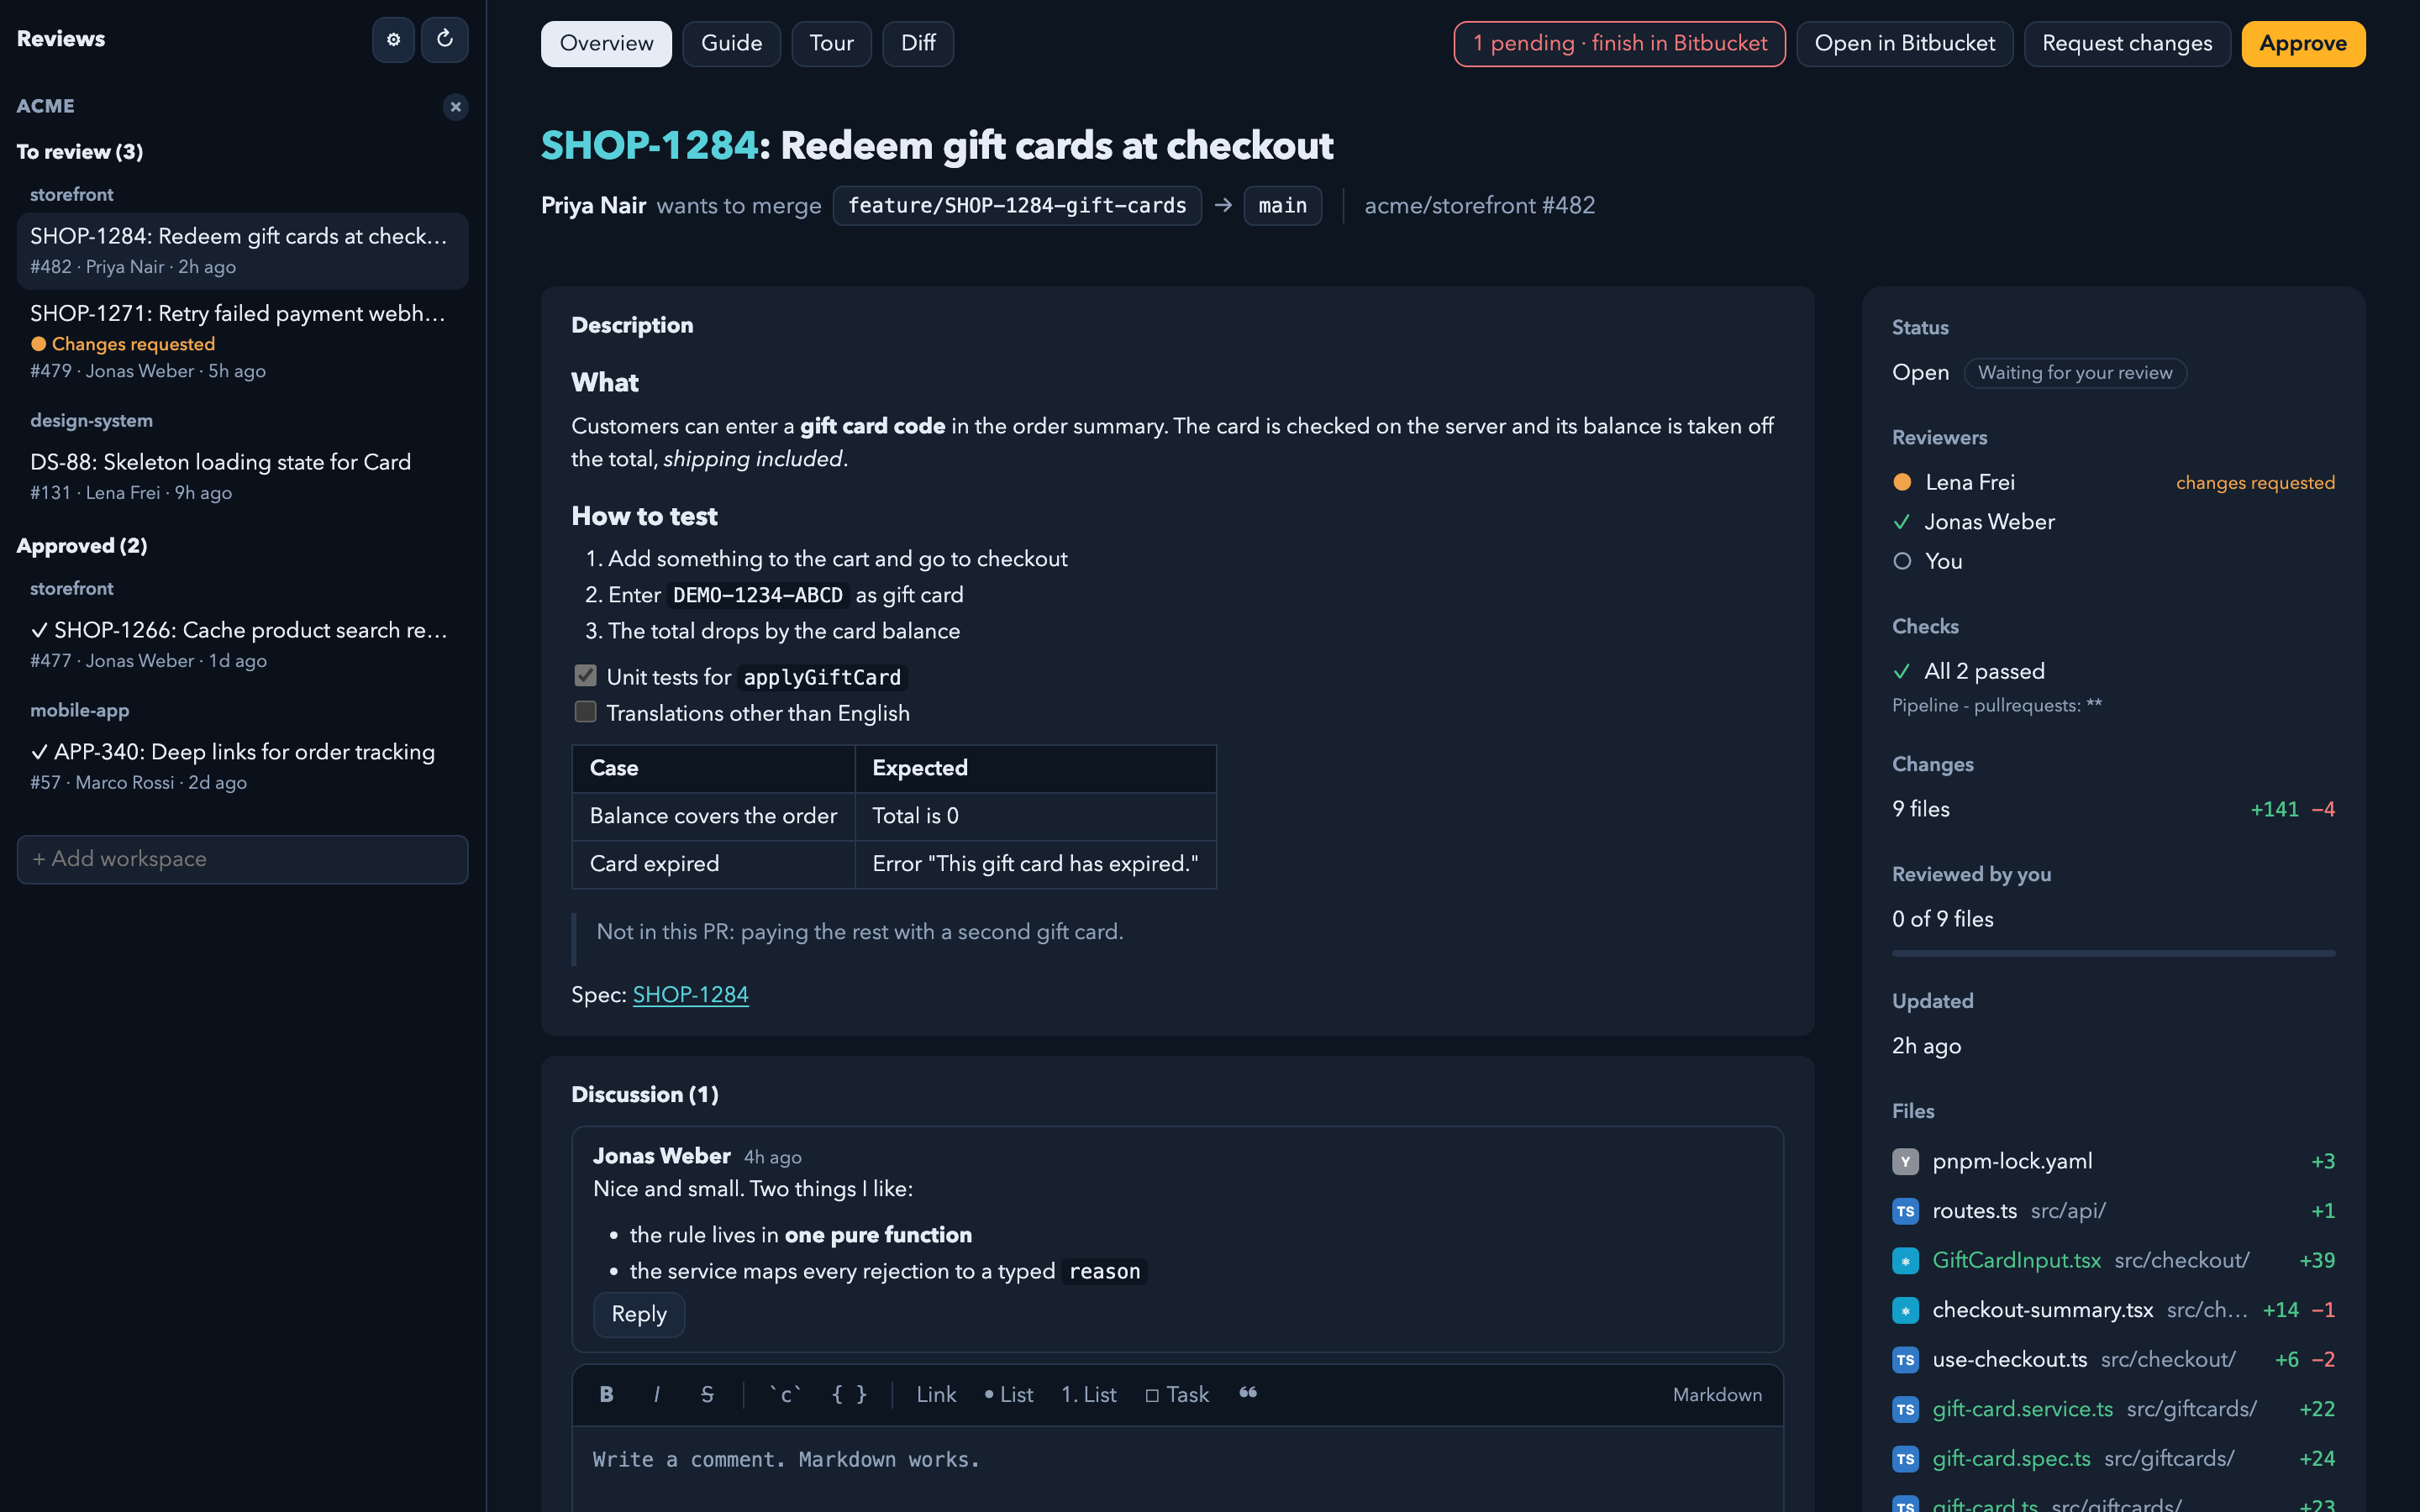 Reviews
ACME
To review (3)
storefront
SHOP-1284: Redeem gift cards at check…
#482 · Priya Nair · 2h ago
SHOP-1271: Retry failed payment webh…
Changes requested
#479 · Jonas Weber · 5h ago
design-system
DS-88: Skeleton loading state for Card
#131 · Lena Frei · 9h ago
Approved (2)
storefront
✓ SHOP-1266: Cache product search re…
#477 · Jonas Weber · 1d ago
mobile-app
✓ APP-340: Deep links for order tracking
#57 · Marco Rossi · 2d ago
+ Add workspace
Overview Guide Tour Diff
1 pending · finish in Bitbucket Open in Bitbucket Request changes Approve
SHOP-1284: Redeem gift cards at checkout
Priya Nair wants to merge feature/SHOP-1284-gift-cards → main acme/storefront #482
Description
What
Customers can enter a gift card code in the order summary. The card is checked on the server and its balance is taken off
the total, shipping included.
How to test
1. Add something to the cart and go to checkout
2. Enter DEMO-1234-ABCD as gift card
3. The total drops by the card balance
Unit tests for applyGiftCard
Translations other than English
Case Expected
Balance covers the order Total is 0
Card expired Error "This gift card has expired."
Not in this PR: paying the rest with a second gift card.
Spec: SHOP-1284
Discussion (1)
Jonas Weber 4h ago
Nice and small. Two things I like:
• the rule lives in one pure function
• the service maps every rejection to a typed reason
Reply
B I S `c` { } Link • List 1. List □ Task ❝ Markdown
Write a comment. Markdown works.
Status
Open Waiting for your review
Reviewers
Lena Frei changes requested
✓ Jonas Weber
You
Checks
✓ All 2 passed
Pipeline - pullrequests: **
Changes
9 files +141 −4
Reviewed by you
0 of 9 files
Updated
2h ago
Files
Y pnpm-lock.yaml +3
TS routes.ts src/api/ +1
GiftCardInput.tsx src/checkout/ +39
checkout-summary.tsx src/ch… +14 −1
TS use-checkout.ts src/checkout/ +6 −2
TS gift-card.service.ts src/giftcards/ +22
TS gift-card.spec.ts src/giftcards/ +24
TS gift-card.ts src/giftcards/ +23